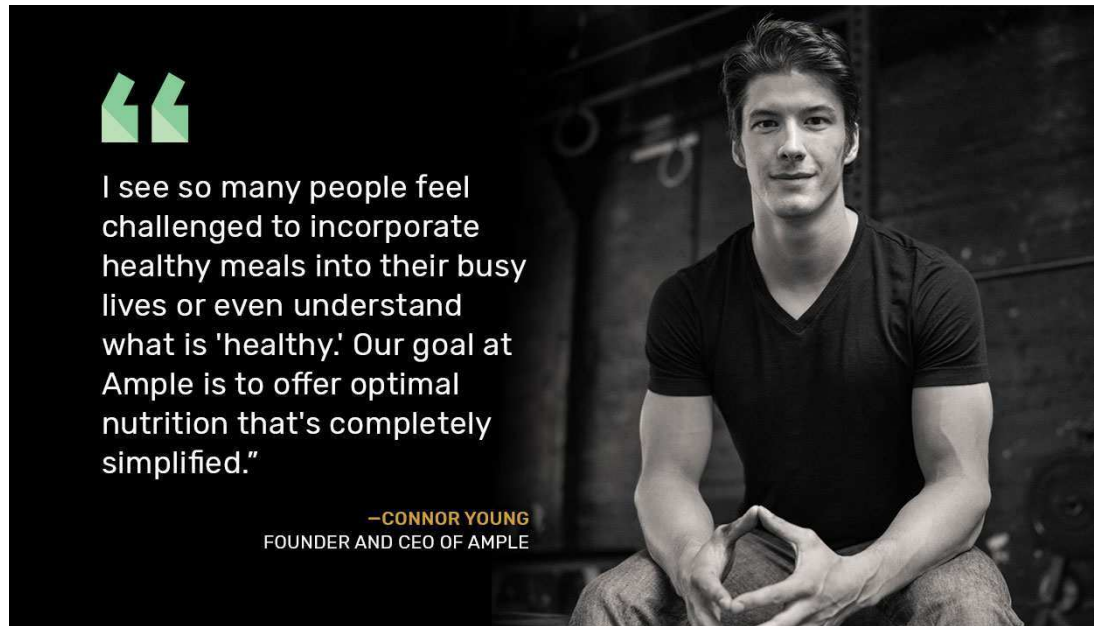 “
I see so many people feel
challenged to incorporate
healthy meals into their busy
lives or even understand
what is 'healthy.' Our goal at
Ample is to offer optimal
nutrition that's completely
simplified.”
—CONNOR YOUNG
FOUNDER AND CEO OF AMPLE